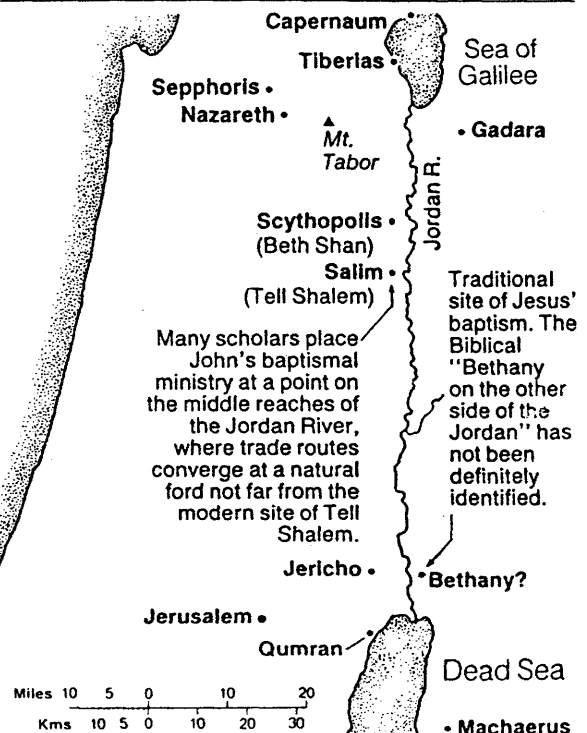 Capernaum
Tiberias
Sea of
Galilee
Sepphoris
Nazareth
Mt.
Tabor
Gadara
Jordan R.
Scythopolis
(Beth Shan)
Salim
(Tell Shalem)
Many scholars place
John's baptismal
ministry at a point on
the middle reaches of
the Jordan River,
where trade routes
converge at a natural
ford not far from the
modern site of Tell
Shalem.
Traditional
site of Jesus'
baptism. The
Biblical
"Bethany
on the other
side of the
Jordan" has
not been
definitely
identified.
Jericho
Bethany?
Jerusalem
Qumran
Dead Sea
Miles 10 5 0 10 20
Kms 10 5 0 10 20 30
Machaerus